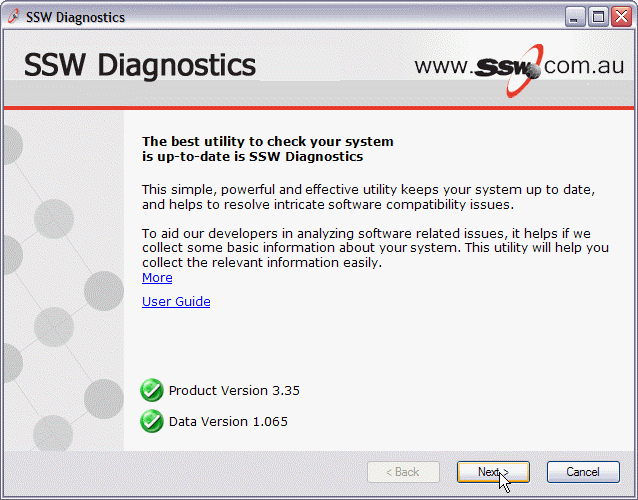 SSW Diagnostics
SSW Diagnostics
www.SSW.com.au
The best utility to check your system
is up-to-date is SSW Diagnostics
This simple, powerful and effective utility keeps your system up to date,
and helps to resolve intricate software compatibility issues.
To aid our developers in analyzing software related issues, it helps if we
collect some basic information about your system. This utility will help you
collect the relevant information easily.
More
User Guide
Product Version 3.35
Data Version 1.065
< Back
Next >
Cancel